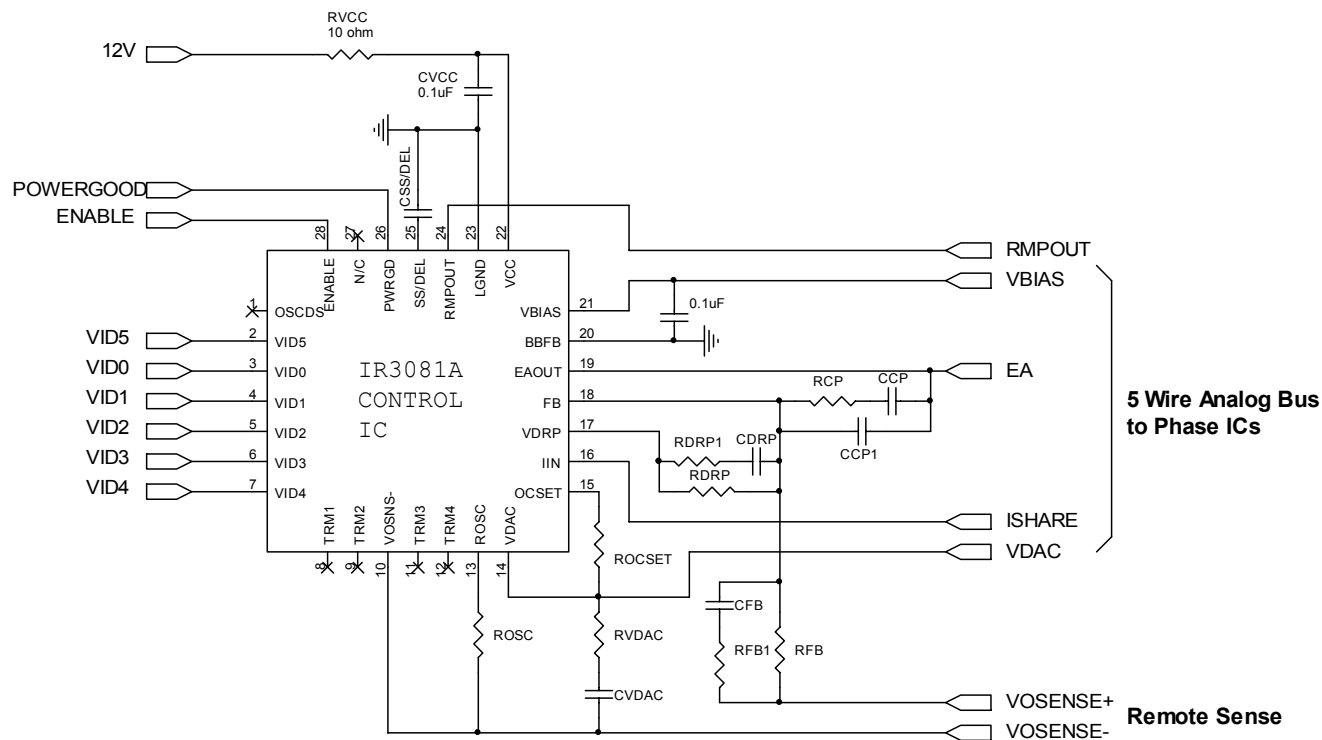 RVCC
10 ohm
12V
CVCC
0.1uF
CSS/DEL
POWERGOOD
ENABLE
28
27
26
25
24
23
22
ENABLE
N/C
PWRGD
SS/DEL
RMPOUT
LGND
VCC
RMPOUT
VBIAS
1
OSCDS
VBIAS
21
0.1uF
VID5
2
VID5
BBFB
20
VID0
3
VID0
IR3081A
EAOUT
19
EA
VID1
4
VID1
CONTROL
FB
18
RCP
CCP
VID2
5
VID2
IC
VDRP
17
RDRP1
CDRP
CCP1
5 Wire Analog Bus
to Phase ICs
VID3
6
VID3
IIN
16
RDRP
VID4
7
VID4
OCSET
15
TRM1
TRM2
VOSNS-
TRM3
TRM4
ROSC
VDAC
8
9
10
11
12
13
14
ISHARE
VDAC
ROCSET
CFB
ROSC
RVDAC
RFB1
RFB
CVDAC
VOSENSE+
VOSENSE-
Remote Sense